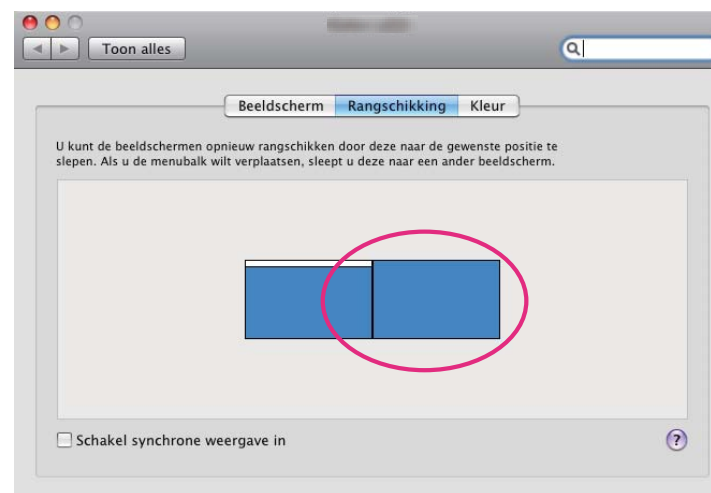 Toon alles
Beeldscherm Rangschikking Kleur
U kunt de beeldschermen opnieuw rangschikken door deze naar de gewenste positie te
slepen. Als u de menubalk wilt verplaatsen, sleept u deze naar een ander beeldscherm.
Schakel synchrone weergave in
?